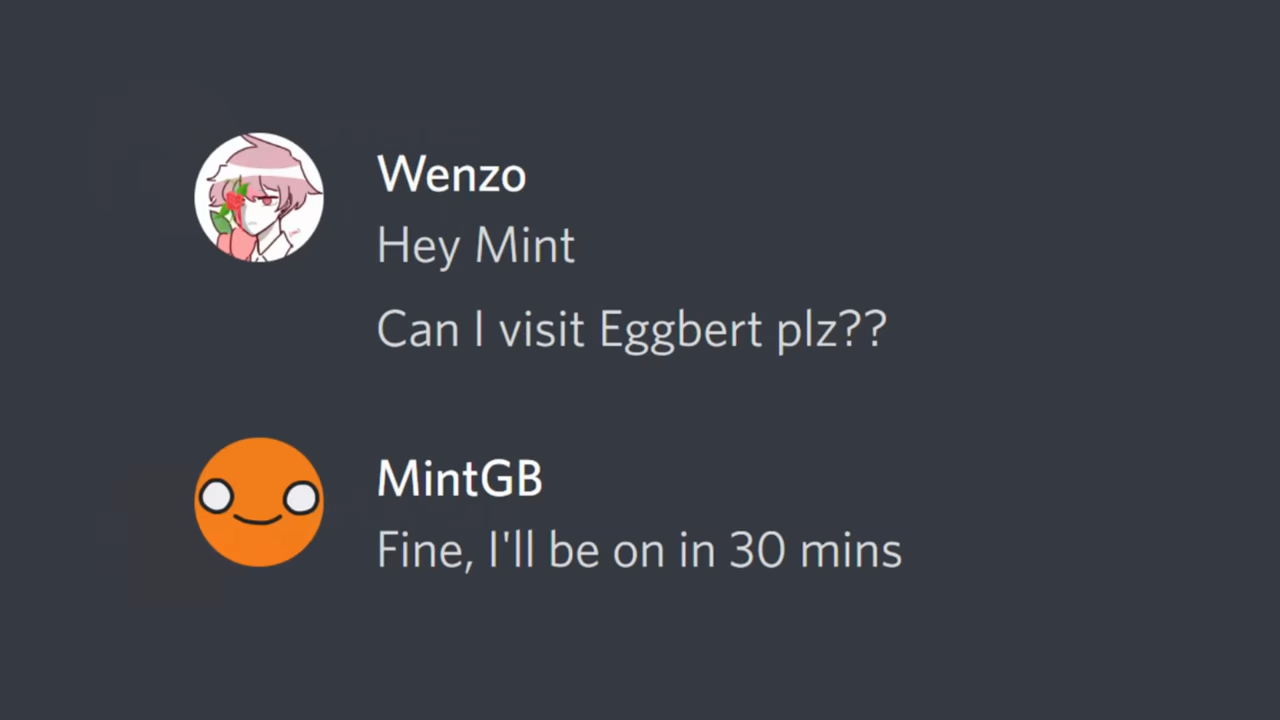 Wenzo
Hey Mint
Can I visit Eggbert plz??
MintGB
Fine, I'll be on in 30 mins